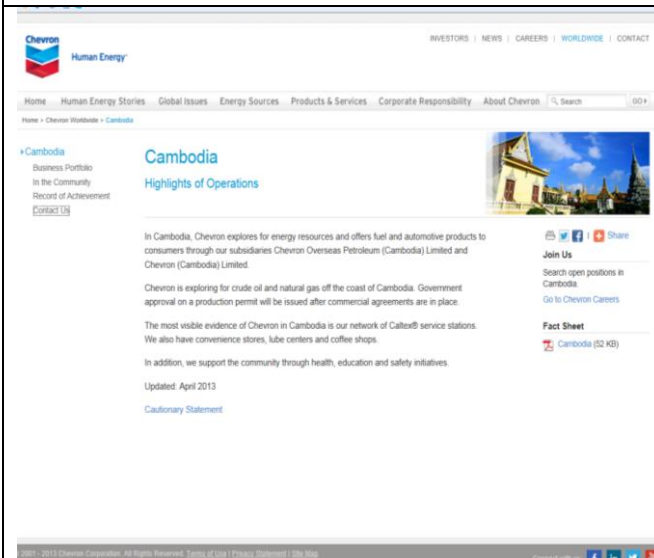 Chevron
Human Energy™
INVESTORS | NEWS | CAREERS | WORLDWIDE | CONTACT
Home Human Energy Stories Global Issues Energy Sources Products & Services Corporate Responsibility About Chevron Search GO
Home > Chevron Worldwide > Cambodia
Cambodia
Business Portfolio
In the Community
Record of Achievement
Contact Us
Cambodia
Highlights of Operations
In Cambodia, Chevron explores for energy resources and offers fuel and automotive products to
consumers through our subsidiaries Chevron Overseas Petroleum (Cambodia) Limited and
Chevron (Cambodia) Limited.
Chevron is exploring for crude oil and natural gas off the coast of Cambodia. Government
approval on a production permit will be issued after commercial agreements are in place.
The most visible evidence of Chevron in Cambodia is our network of Caltex® service stations.
We also have convenience stores, lube centers and coffee shops.
In addition, we support the community through health, education and safety initiatives.
Updated: April 2013
Cautionary Statement
Share
Join Us
Search open positions in
Cambodia.
Go to Chevron Careers
Fact Sheet
Cambodia (52 KB)
2001 - 2013 Chevron Corporation. All Rights Reserved. Terms of Use | Privacy Statement | Site Map